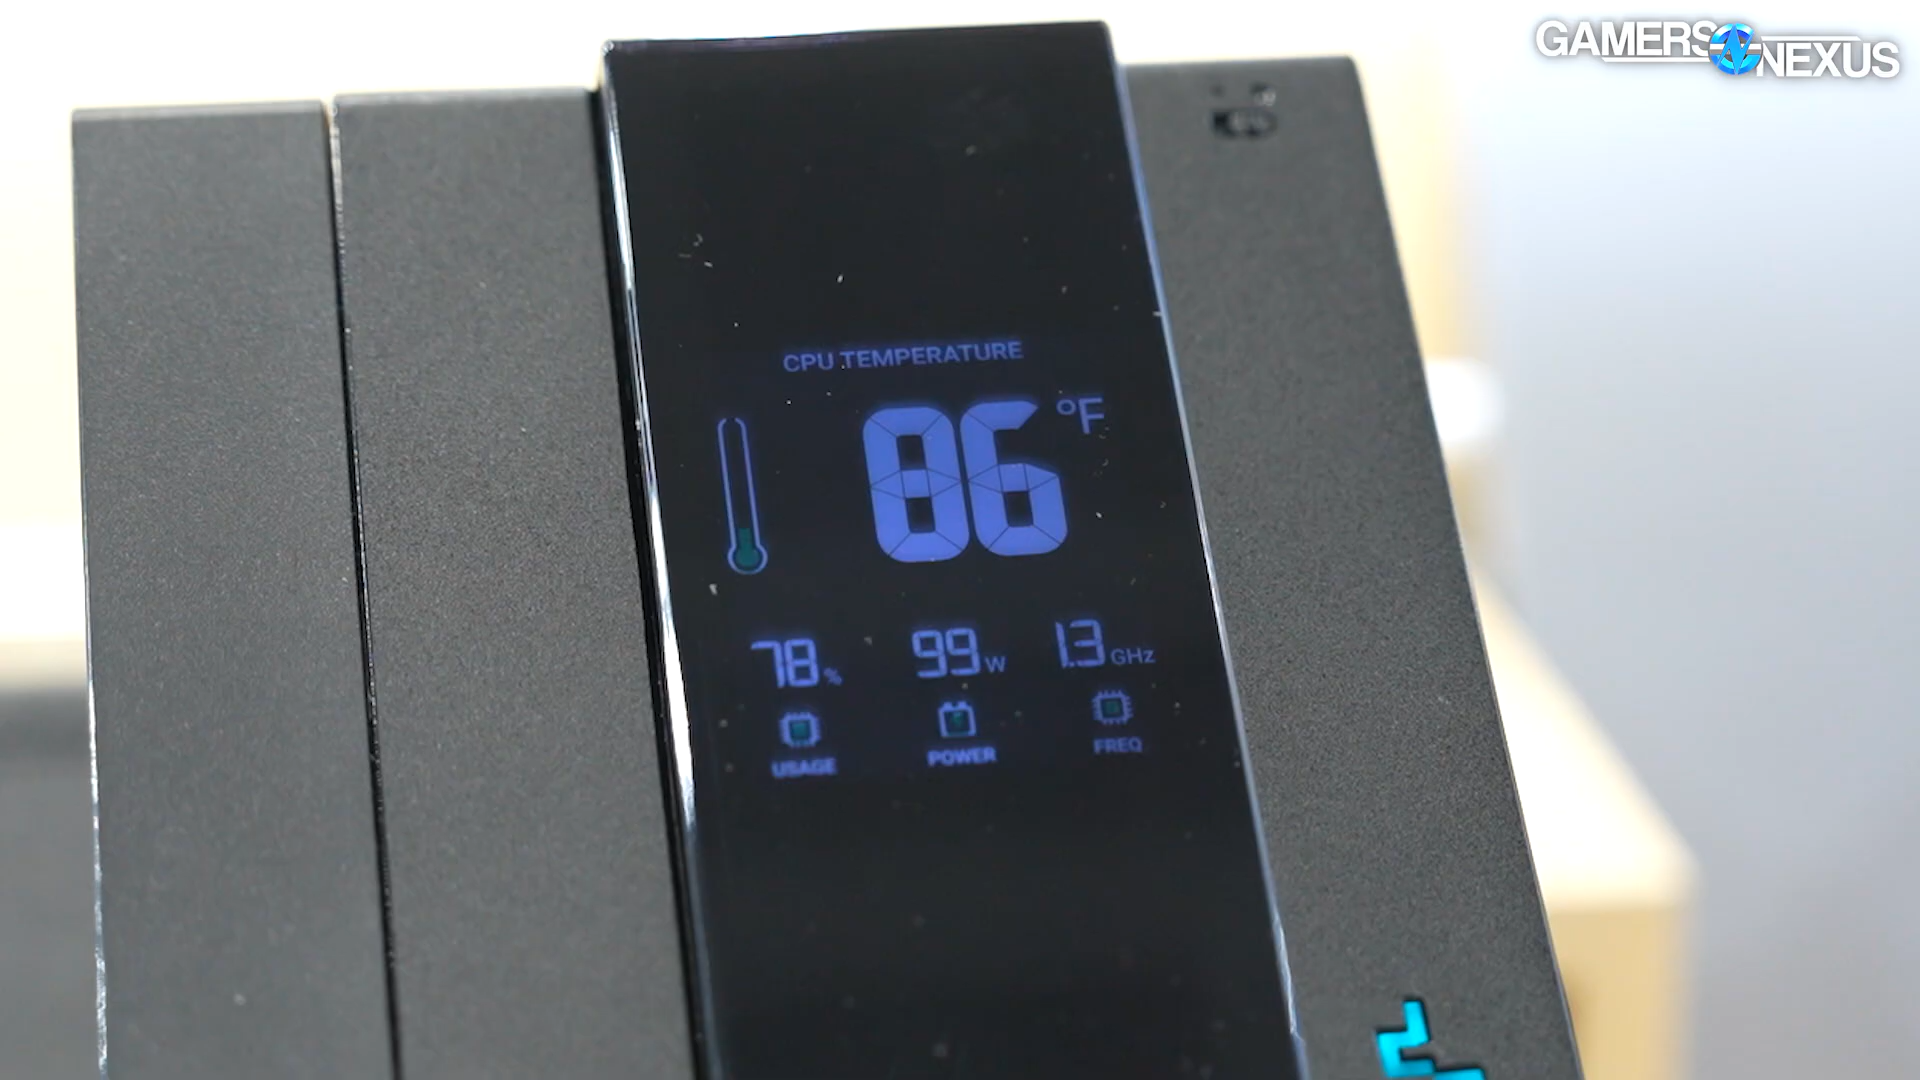 GAMERS NEXUS
CPU TEMPERATURE
86 °F
78 % 99 W 1.3 GHz
USAGE POWER FREQ